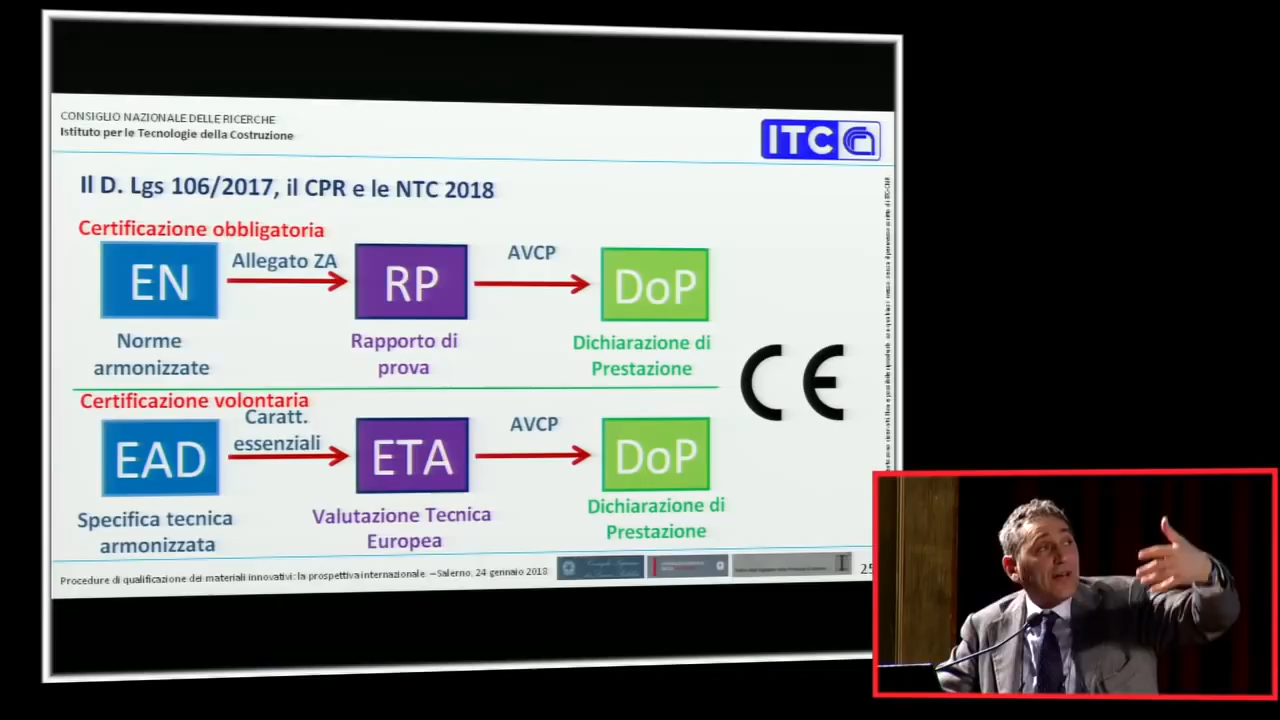 CONSIGLIO NAZIONALE DELLE RICERCHE
Istituto per le Tecnologie della Costruzione
ITC
Il D. Lgs 106/2017, il CPR e le NTC 2018
Certificazione obbligatoria
EN
Allegato ZA
RP
AVCP
DoP
Norme
armonizzate
Rapporto di
prova
Dichiarazione di
Prestazione
CE
Certificazione volontaria
EAD
Caratt.
essenziali
ETA
AVCP
DoP
Specifica tecnica
armonizzata
Valutazione Tecnica
Europea
Dichiarazione di
Prestazione
Procedure di qualificazione dei materiali innovativi: la prospettiva internazionale –Salerno, 24 gennaio 2018